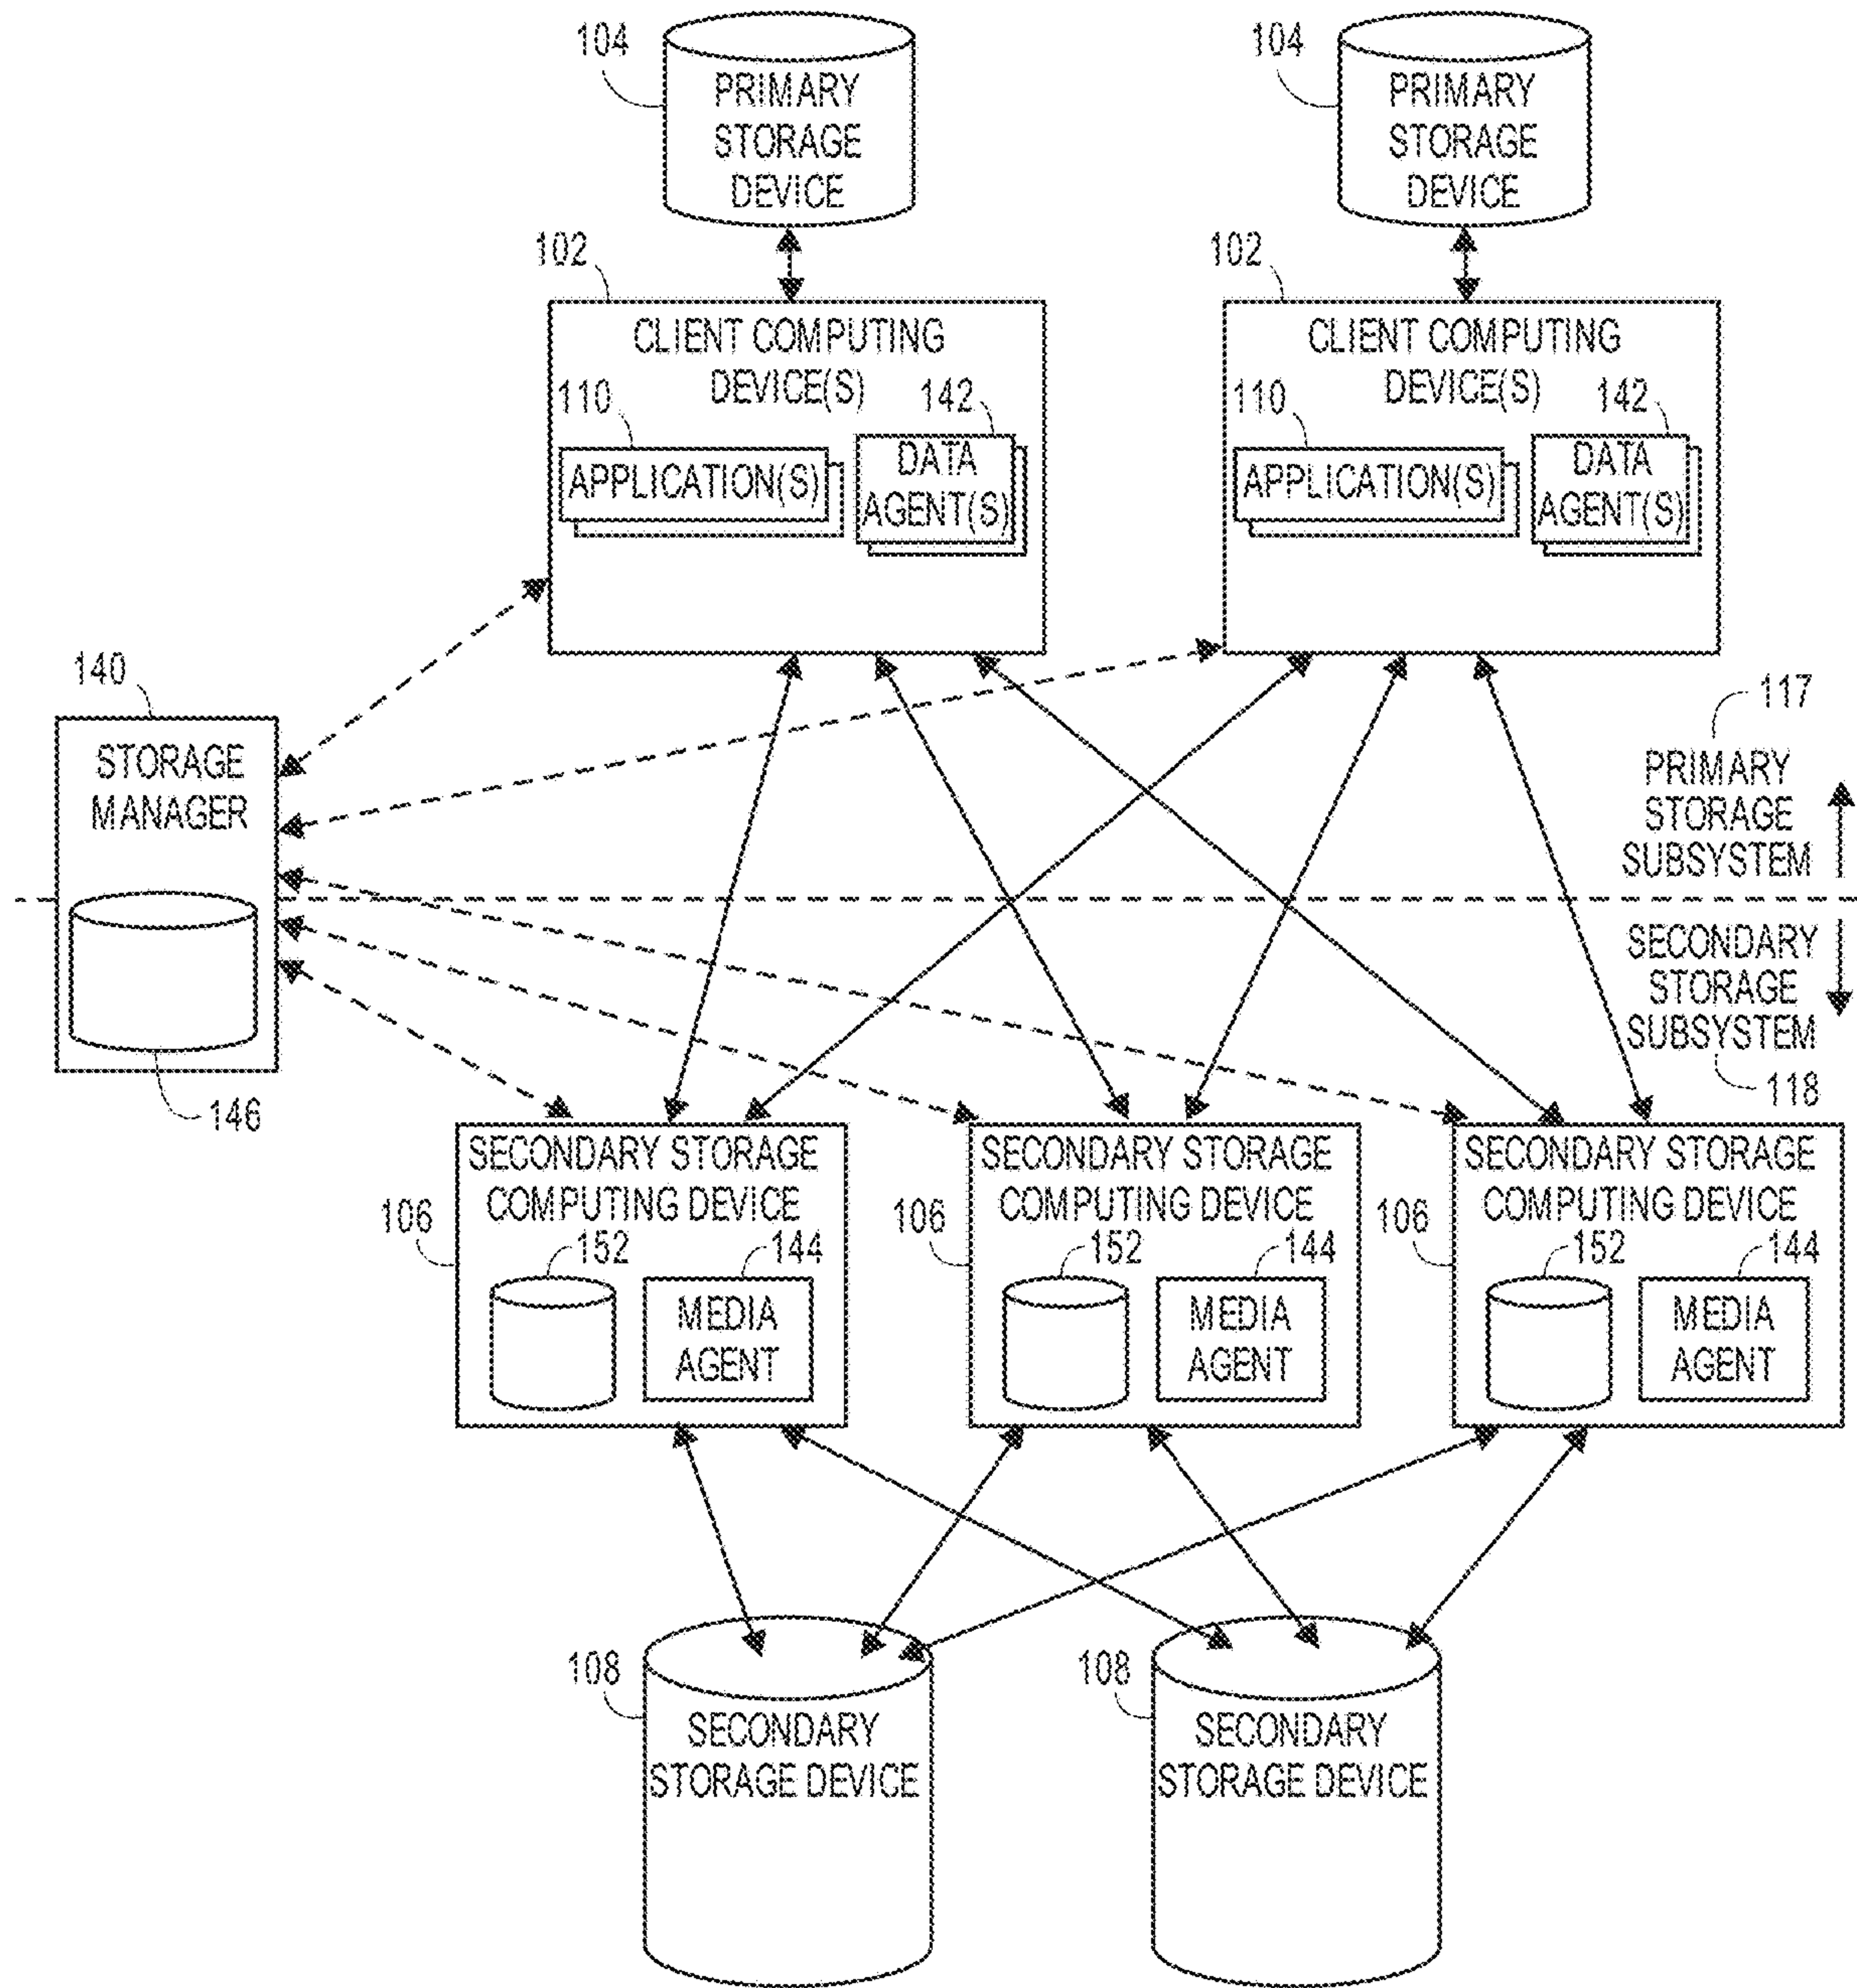 104
PRIMARY
STORAGE
DEVICE
104
PRIMARY
STORAGE
DEVICE
102
CLIENT COMPUTING
DEVICE(S)
110
APPLICATION(S)
142
DATA
AGENT(S)
102
CLIENT COMPUTING
DEVICE(S)
110
APPLICATION(S)
142
DATA
AGENT(S)
140
STORAGE
MANAGER
146
117
PRIMARY
STORAGE
SUBSYSTEM
SECONDARY
STORAGE
SUBSYSTEM
118
106
SECONDARY STORAGE
COMPUTING DEVICE
152
144
MEDIA
AGENT
106
SECONDARY STORAGE
COMPUTING DEVICE
152
144
MEDIA
AGENT
106
SECONDARY STORAGE
COMPUTING DEVICE
152
144
MEDIA
AGENT
108
SECONDARY
STORAGE DEVICE
108
SECONDARY
STORAGE DEVICE